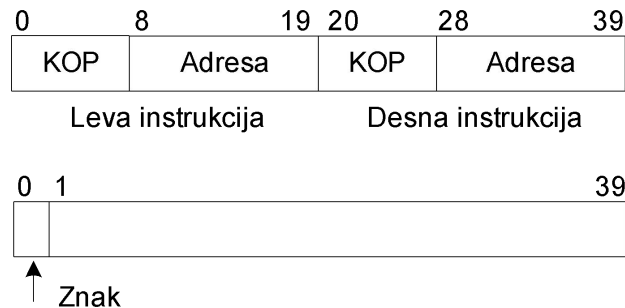 0 8 19 20 28 39
KOP Adresa KOP Adresa
Leva instrukcija Desna instrukcija
0 1 39
Znak